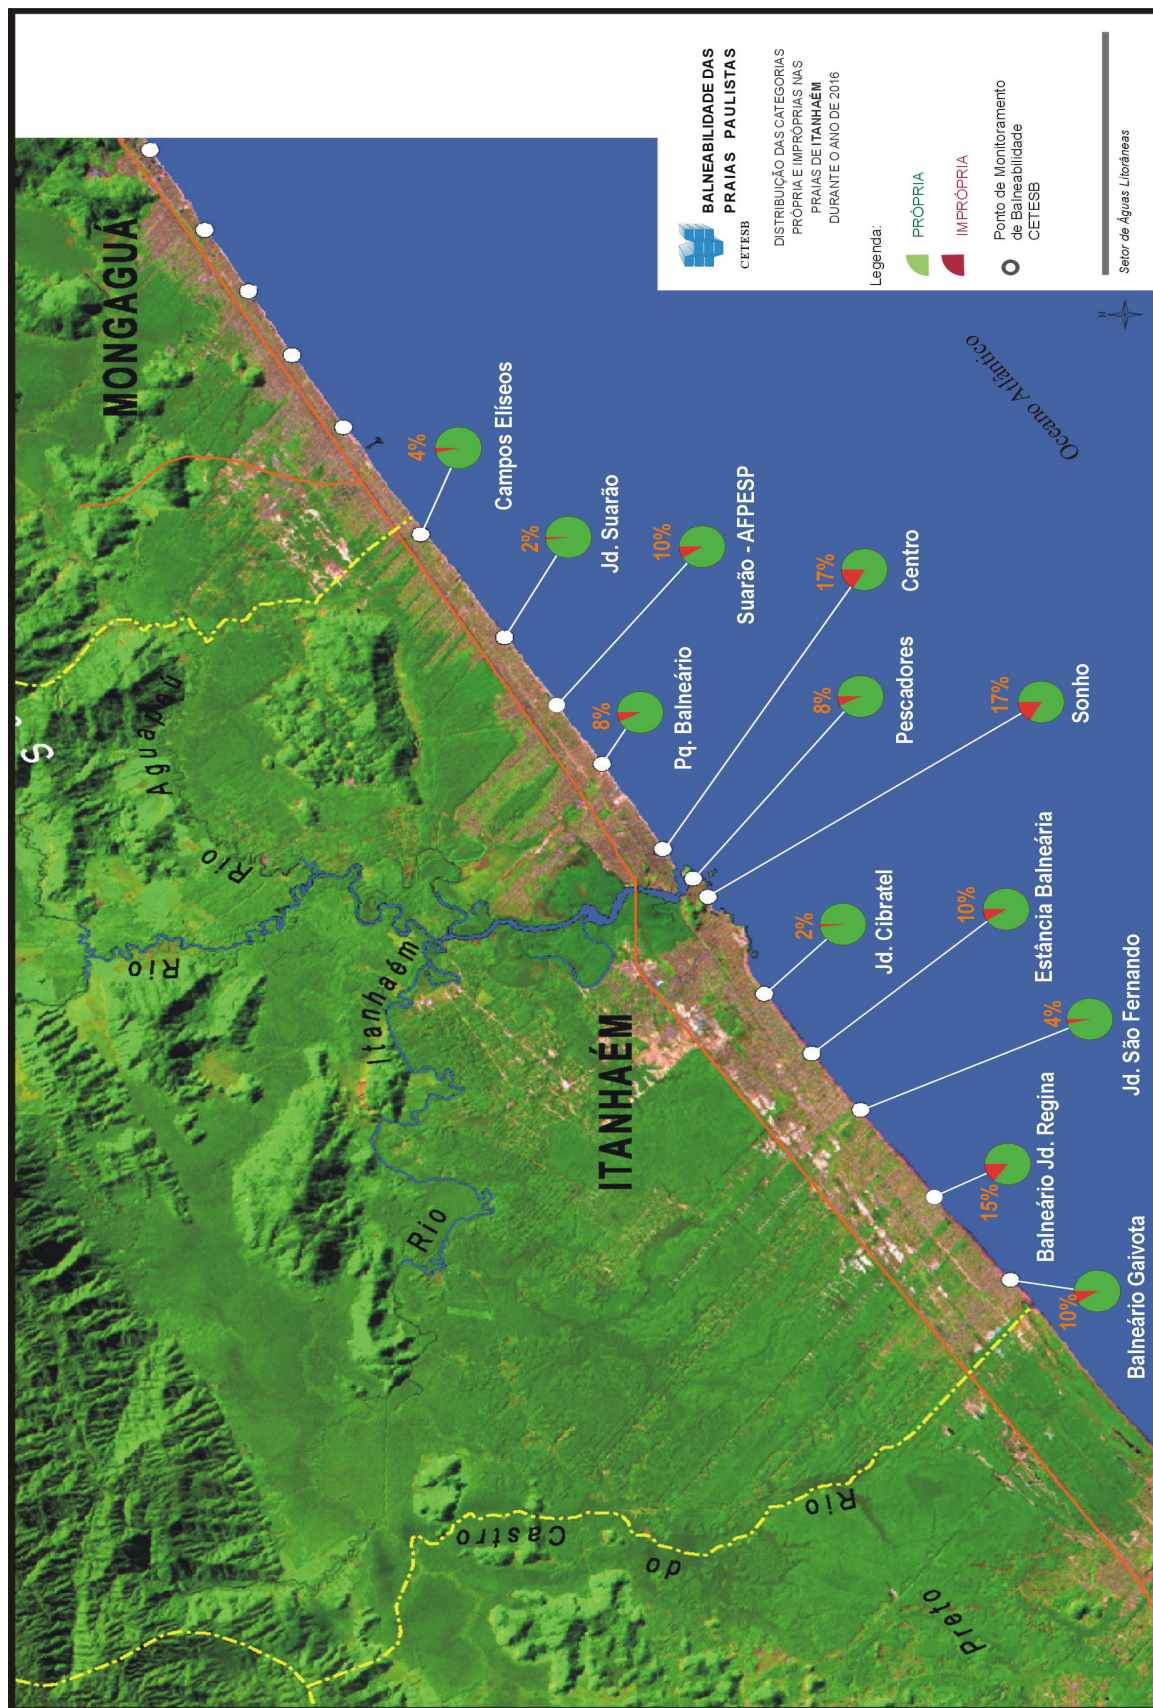 BALNEABILIDADE DAS
PRAIAS PAULISTAS
CETESB
DISTRIBUIÇÃO DAS CATEGORIAS
PRÓPRIA E IMPRÓPRIAS NAS
PRAIAS DE ITANHAÉM
DURANTE O ANO DE 2016
Legenda:
PRÓPRIA
IMPRÓPRIA
Ponto de Monitoramento
de Balneabilidade
CETESB
Setor de Águas Litorâneas
N
Oceano Atlântico
MONGAGUÁ
ITANHAÉM
S
Rio
Aguapeú
Rio
Rio
Itanhaém
Rio
do
Castro
Preto
4%
Campos Elíseos
2%
Jd. Suarão
10%
Suarão - AFPESP
8%
Pq. Balneário
17%
Centro
8%
Pescadores
17%
Sonho
2%
Jd. Cibratel
10%
Estância Balneária
4%
Jd. São Fernando
15%
Balneário Jd. Regina
10%
Balneário Gaivota